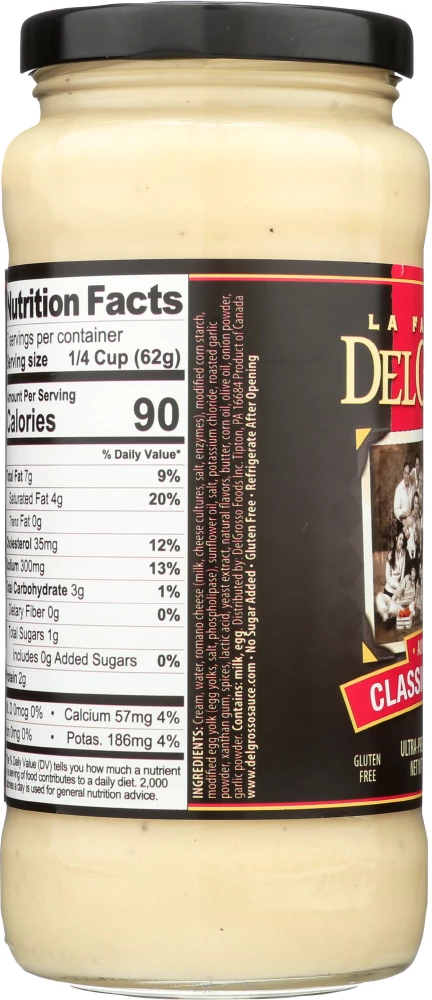 Nutrition Facts
servings per container
serving size 1/4 Cup (62g)
Amount Per Serving
Calories 90
% Daily Value*
Total Fat 7g 9%
Saturated Fat 4g 20%
Trans Fat 0g
Cholesterol 35mg 12%
Sodium 300mg 13%
Total Carbohydrate 3g 1%
Dietary Fiber 0g 0%
Total Sugars 1g
Includes 0g Added Sugars 0%
Protein 2g
D 0mcg 0% • Calcium 57mg 4%
0mg 0% • Potas. 186mg 4%
% Daily Value (DV) tells you how much a nutrient
serving of food contributes to a daily diet. 2,000
a day is used for general nutrition advice.
INGREDIENTS: Cream, water, romano cheese (milk, cheese cultures, salt, enzymes), modified corn starch,
modified egg yolk (egg yolks, salt, phospholipase), sunflower oil, salt, potassium chloride, roasted garlic
powder, xanthan gum, spices, lactic acid, yeast extract, natural flavors, butter, corn oil, olive oil, onion powder,
garlic powder. Contains: milk, egg. Distributed by: DelGrosso Foods Inc. Tipton, PA 16684 Product of Canada
www.delgrossosauce.com • No Sugar Added • Gluten Free • Refrigerate After Opening
LA FA
DELG
CLASSI
GLUTEN
FREE
ULTRA-PR
NET